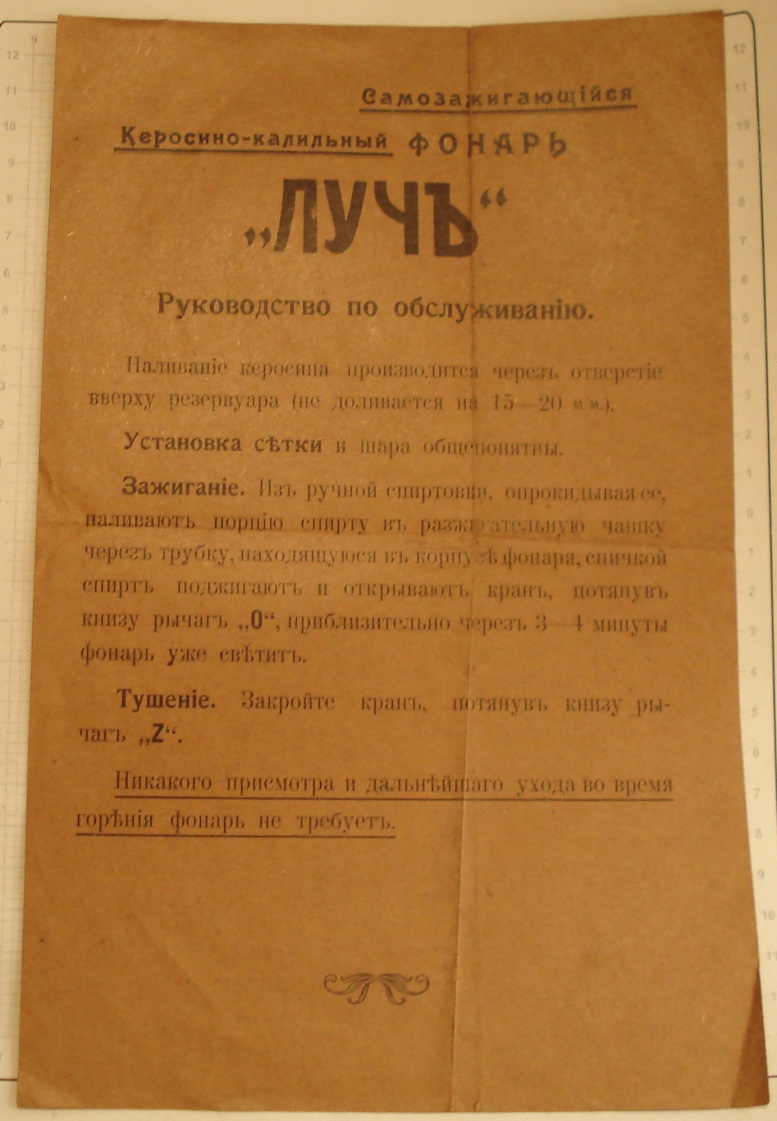 Самозажигающійся
Керосино-калильный ФОНАРЬ
„ЛУЧЪ“
Руководство по обслуживанію.
Наливаніе керосина производится черезъ отверстіе
вверху резервуара (не доливается на 15—20 м м.).
Установка сѣтки и шара общепонятны.
Зажиганіе. Изъ ручной спиртовки, опрокидывая ее,
наливаютъ порцію спирту въ разжигательную чашку
черезъ трубку, находящуюся въ корпусѣ фонаря, спичкой
спиртъ поджигаютъ и открываютъ кранъ, потянувъ
книзу рычагъ „О“, приблизительно черезъ 3—4 минуты
фонарь уже свѣтитъ.
Тушеніе. Закройте кранъ, потянувъ книзу ры-
чагъ „Z“.
Никакого присмотра и дальнѣйшаго ухода во время
горѣнія фонарь не требуетъ.